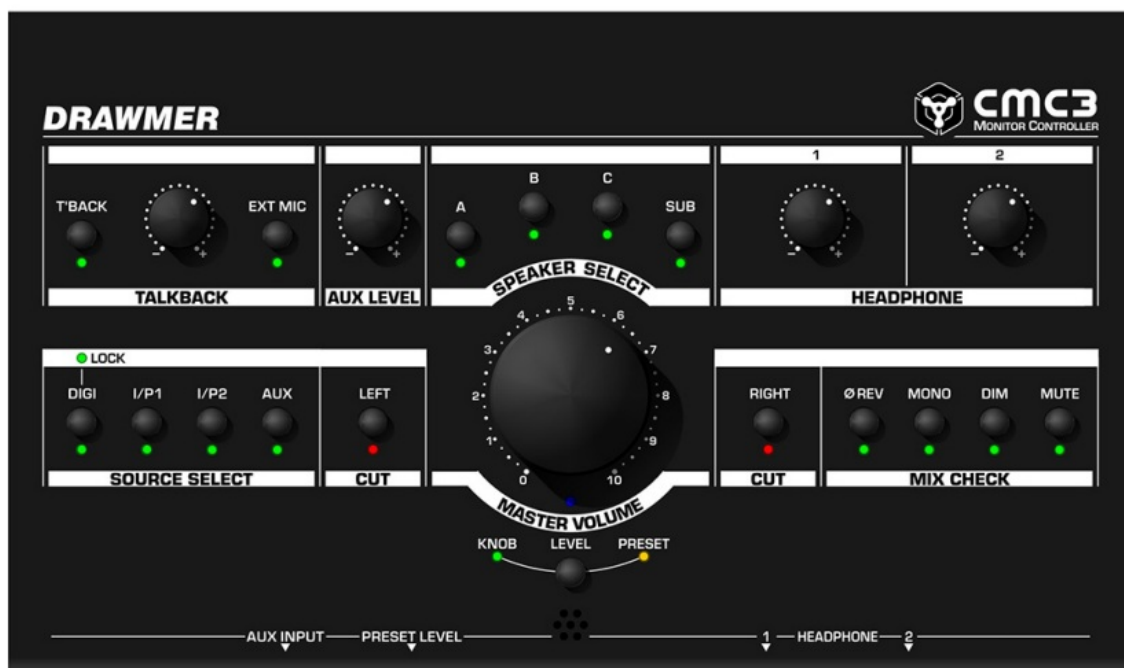 DRAWMER
CMC3
MONITOR CONTROLLER
T'BACK
- +
EXT MIC
TALKBACK
- +
AUX LEVEL
A
B
C
SUB
SPEAKER SELECT
1
- +
2
- +
HEADPHONE
LOCK
DIGI I/P1 I/P2 AUX
SOURCE SELECT
LEFT
CUT
0 1 2 3 4 5 6 7 8 9 10
MASTER VOLUME
KNOB LEVEL PRESET
RIGHT
CUT
Ø REV MONO DIM MUTE
MIX CHECK
AUX INPUT PRESET LEVEL 1 HEADPHONE 2